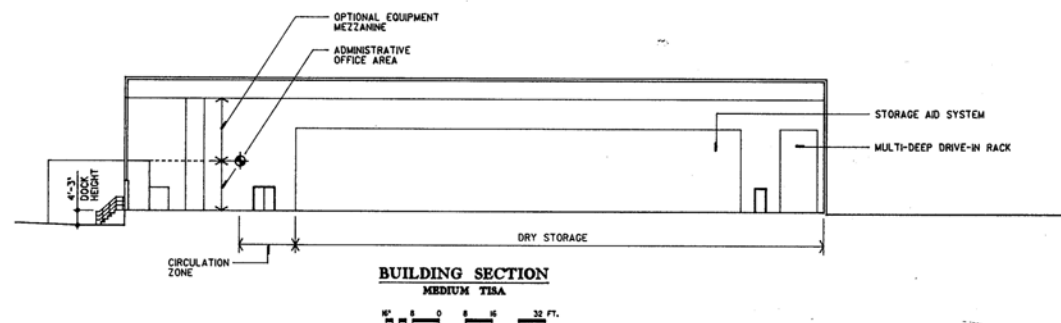 OPTIONAL EQUIPMENT
MEZZANINE
ADMINISTRATIVE
OFFICE AREA
STORAGE AID SYSTEM
MULTI-DEEP DRIVE-IN RACK
4'-3"
DOCK
HEIGHT
DRY STORAGE
CIRCULATION
ZONE
BUILDING SECTION
MEDIUM TISA
16' 8 0 8 16 32 FT.